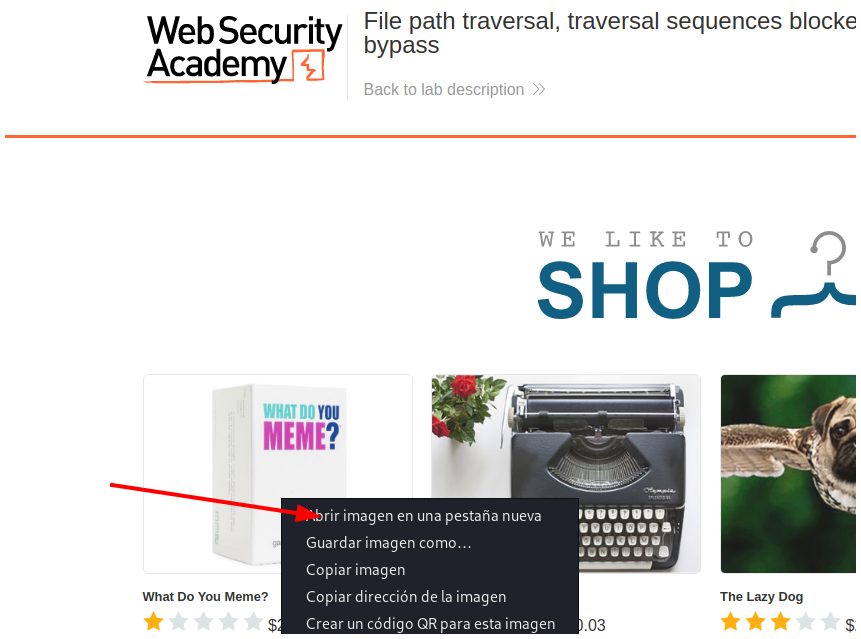 Web Security
Academy
File path traversal, traversal sequences blocke
bypass
Back to lab description
WE LIKE TO
SHOP
WHAT DO YOU
MEME?
Abrir imagen en una pestaña nueva
Guardar imagen como...
Copiar imagen
Copiar dirección de la imagen
Crear un código QR para esta imagen
What Do You Meme?
The Lazy Dog
$2
0.03
$